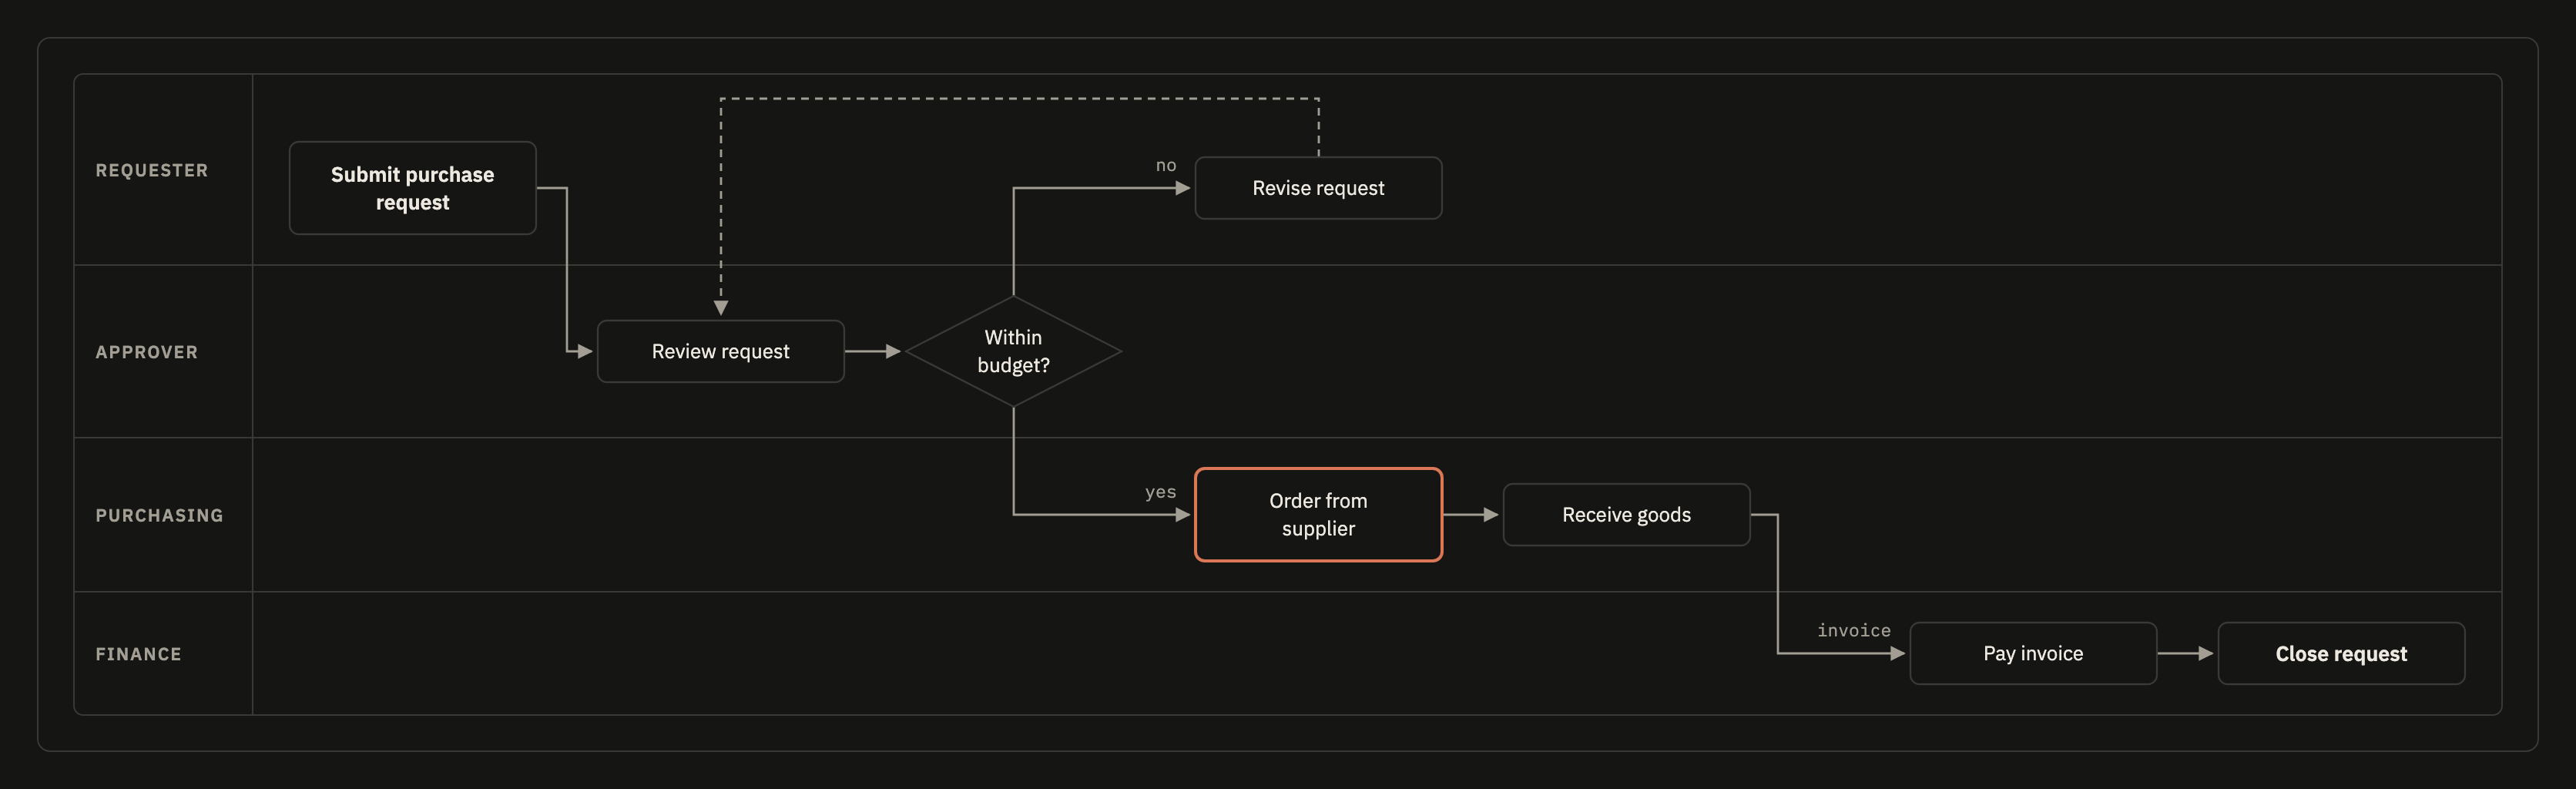 REQUESTER
Submit purchase
request
no
Revise request
APPROVER
Review request
Within
budget?
PURCHASING
yes
Order from
supplier
Receive goods
FINANCE
invoice
Pay invoice
Close request